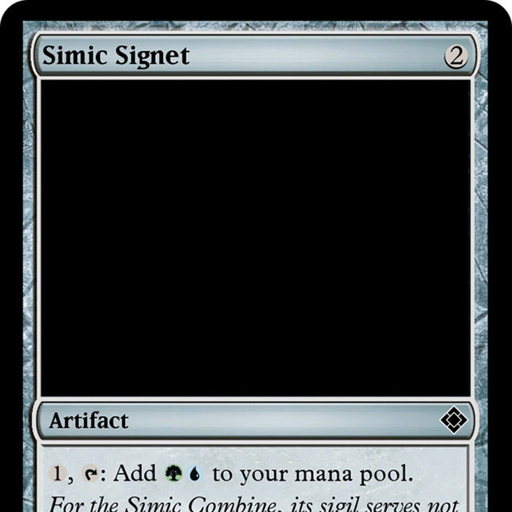 Simic Signet 2
Artifact
1, : Add to your mana pool.
For the Simic Combine, its sigil serves not